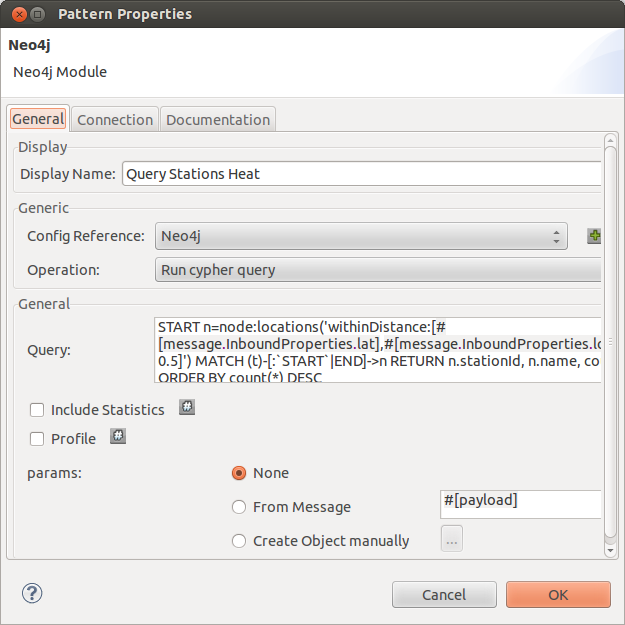 Pattern Properties
Neo4j
Neo4j Module
General Connection Documentation
Display
Display Name: Query Stations Heat
Generic
Config Reference: Neo4j
Operation: Run cypher query
General
Query:
START n=node:locations('withinDistance:[#
[message.InboundProperties.lat],#[message.InboundProperties.lo
0.5]') MATCH (t)-[:`START`|END]->n RETURN n.stationId, n.name, co
ORDER BY count(*) DESC
Include Statistics #
Profile #
params: None
From Message #[payload]
Create Object manually ...
? Cancel OK